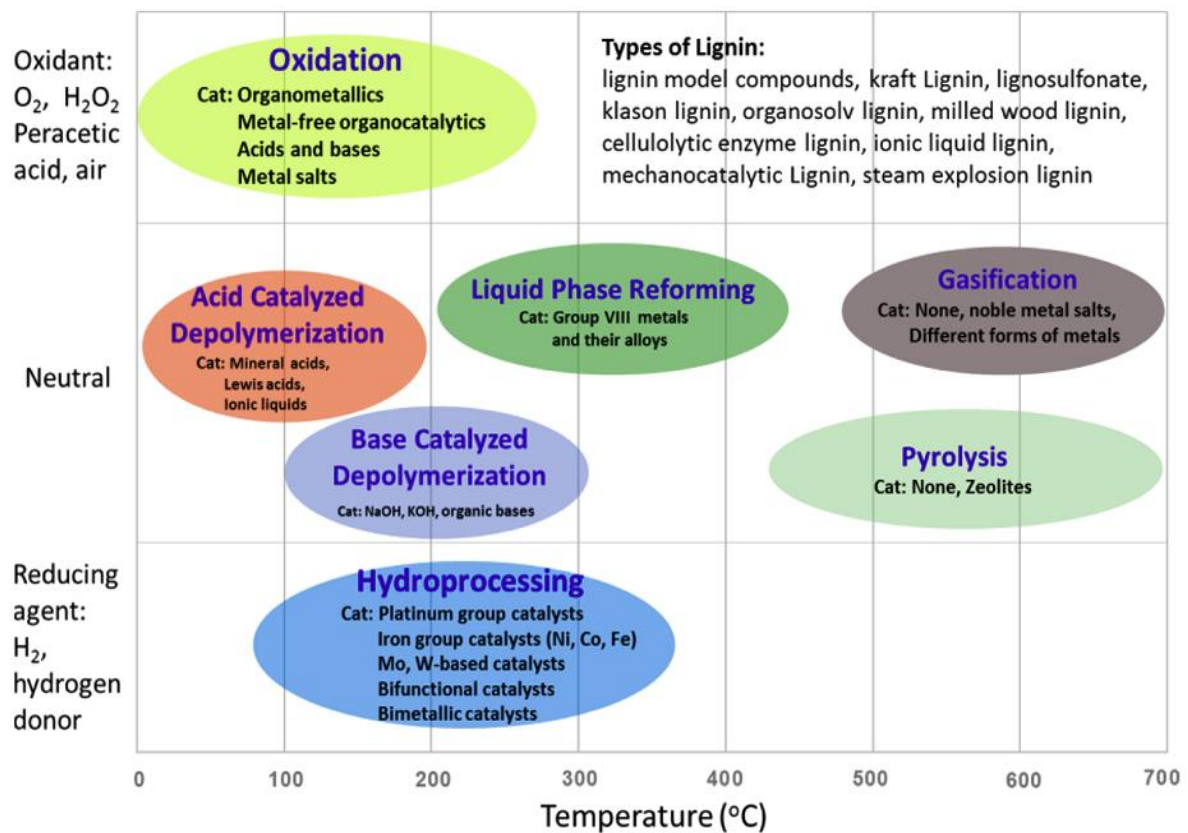 Oxidant:
O₂, H₂O₂
Peracetic
acid, air
Oxidation
Cat: Organometallics
Metal-free organocatalytics
Acids and bases
Metal salts
Types of Lignin:
lignin model compounds, kraft Lignin, lignosulfonate,
klason lignin, organosolv lignin, milled wood lignin,
cellulolytic enzyme lignin, ionic liquid lignin,
mechanocatalytic Lignin, steam explosion lignin
Neutral
Acid Catalyzed
Depolymerization
Cat: Mineral acids,
Lewis acids,
Ionic liquids
Liquid Phase Reforming
Cat: Group VIII metals
and their alloys
Gasification
Cat: None, noble metal salts,
Different forms of metals
Base Catalyzed
Depolymerization
Cat: NaOH, KOH, organic bases
Pyrolysis
Cat: None, Zeolites
Reducing
agent:
H₂,
hydrogen
donor
Hydroprocessing
Cat: Platinum group catalysts
Iron group catalysts (Ni, Co, Fe)
Mo, W-based catalysts
Bifunctional catalysts
Bimetallic catalysts
0 100 200 300 400 500 600 700
Temperature (°C)